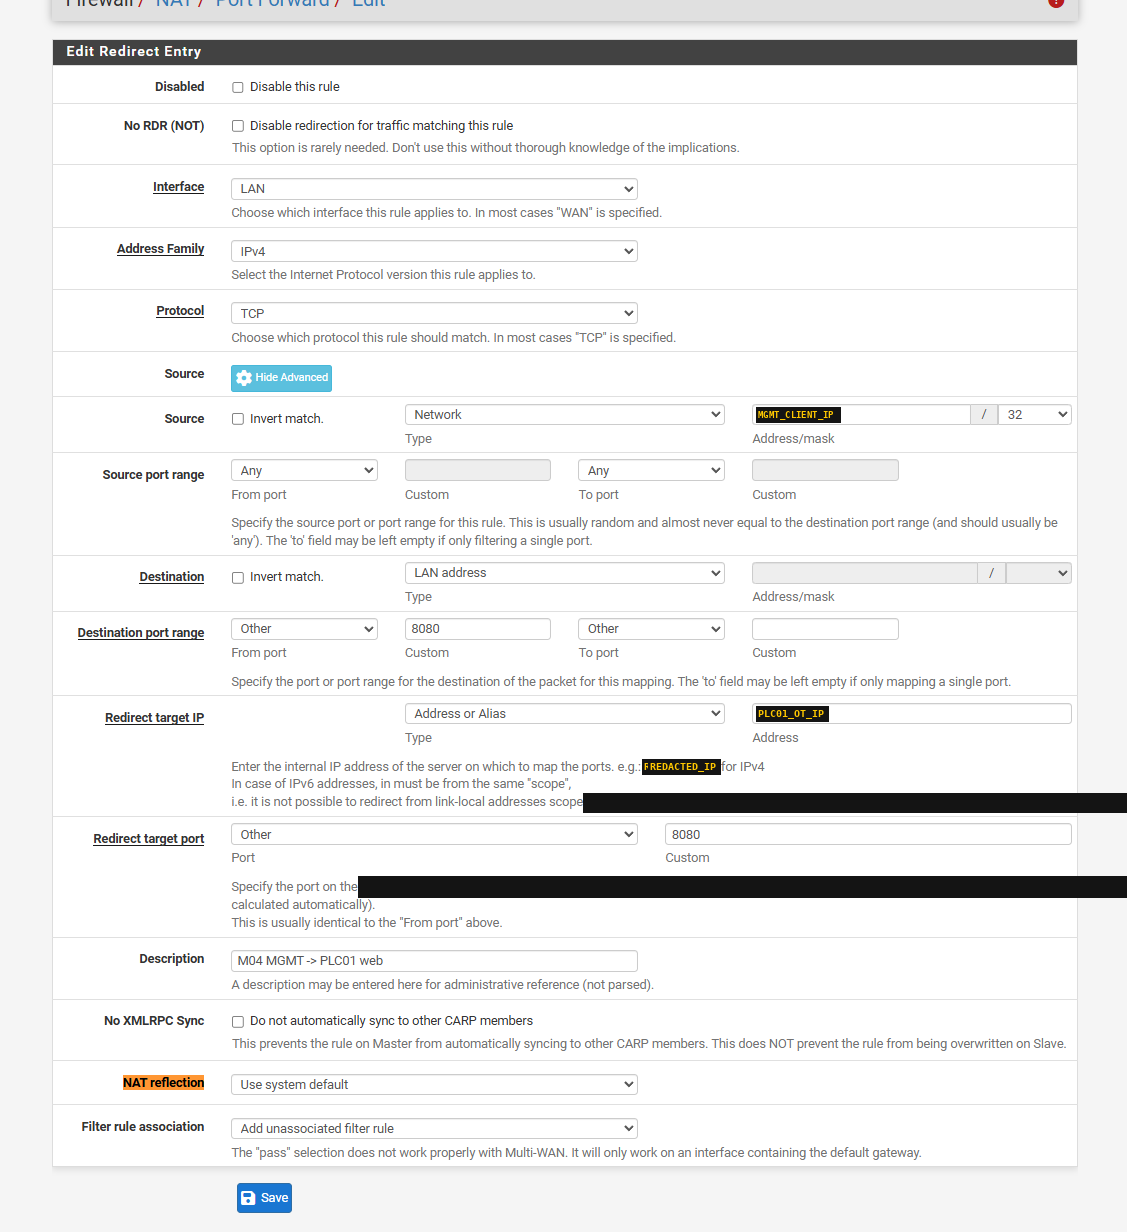 Firewall / NAT / Port Forward / Edit
Edit Redirect Entry
Disabled
Disable this rule
No RDR (NOT)
Disable redirection for traffic matching this rule
This option is rarely needed. Don't use this without thorough knowledge of the implications.
Interface
LAN
Choose which interface this rule applies to. In most cases "WAN" is specified.
Address Family
IPv4
Select the Internet Protocol version this rule applies to.
Protocol
TCP
Choose which protocol this rule should match. In most cases "TCP" is specified.
Source
Hide Advanced
Source
Invert match.
Network
MGMT_CLIENT_IP
/
32
Type
Address/mask
Source port range
Any
Any
From port
Custom
To port
Custom
Specify the source port or port range for this rule. This is usually random and almost never equal to the destination port range (and should usually be
'any'). The 'to' field may be left empty if only filtering a single port.
Destination
Invert match.
LAN address
/
Type
Address/mask
Destination port range
Other
8080
Other
From port
Custom
To port
Custom
Specify the port or port range for the destination of the packet for this mapping. The 'to' field may be left empty if only mapping a single port.
Redirect target IP
Address or Alias
PLC01_OT_IP
Type
Address
Enter the internal IP address of the server on which to map the ports. e.g.: REDACTED_IP for IPv4
In case of IPv6 addresses, in must be from the same "scope",
i.e. it is not possible to redirect from link-local addresses scope
Redirect target port
Other
8080
Port
Custom
Specify the port on the
calculated automatically).
This is usually identical to the "From port" above.
Description
M04 MGMT -> PLC01 web
A description may be entered here for administrative reference (not parsed).
No XMLRPC Sync
Do not automatically sync to other CARP members
This prevents the rule on Master from automatically syncing to other CARP members. This does NOT prevent the rule from being overwritten on Slave.
NAT reflection
Use system default
Filter rule association
Add unassociated filter rule
The "pass" selection does not work properly with Multi-WAN. It will only work on an interface containing the default gateway.
Save